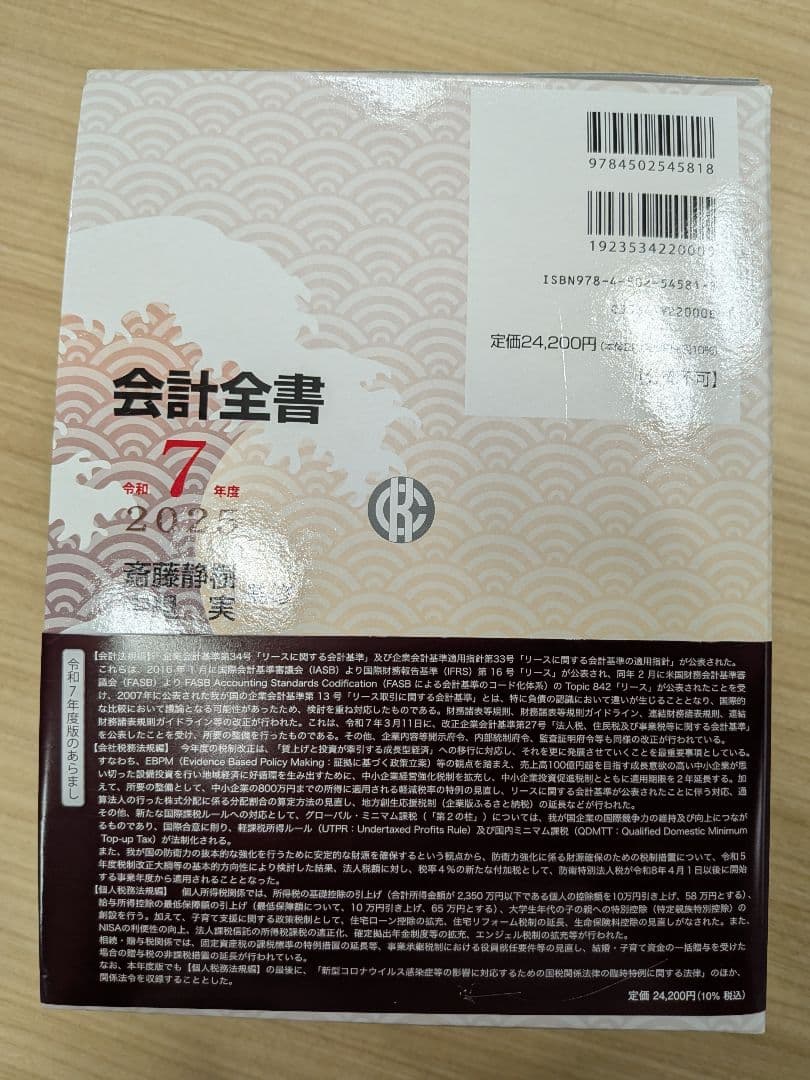 9784502545818
192353422000
ISBN978-4-502-54581-
¥22000E
定価24,200円
不可】
会計全書
令和7年度
2025
斎藤静樹
実
令和7年度版のあらまし
【会計法規編】 企業会計基準第34号「リースに関する会計基準」及び企業会計基準適用指針第33号「リースに関する会計基準の適用指針」が公表された。
これらは、2016年1月に国際会計基準審議会（IASB）より国際財務報告基準（IFRS）第16号「リース」が公表され、同年2月に米国財務会計基準審
議会（FASB）よりFASB Accounting Standards Codification（FASBによる会計基準のコード化体系）のTopic 842「リース」が公表されたことを受
け、2007年に公表された我が国の企業会計基準第13号「リース取引に関する会計基準」とは、特に負債の認識において違いが生じることとなり、国際的
な比較において議論となる可能性があったため、検討を重ね対応したものである。財務諸表等規則、財務諸表等規則ガイドライン、連結財務諸表規則、連結
財務諸表規則ガイドライン等の改正が行われた。これは、令和7年3月11日に、改正企業会計基準第27号「法人税、住民税及び事業税等に関する会計基準」
を公表したことを受け、所要の整備を行ったものである。その他、企業内容等開示府令、内部統制府令、監査証明府令等も同様の改正が行われている。
【会社税務法規編】 今年度の税制改正は、「賃上げと投資が牽引する成長型経済」への移行に対応し、それを更に発展させていくことを最重要事項としている。
すなわち、EBPM（Evidence Based Policy Making：証拠に基づく政策立案）等の観点を踏まえ、売上高100億円超を目指す成長意欲の高い中小企業が思
い切った設備投資を行い地域経済に好循環を生み出すために、中小企業経営強化税制を拡充し、中小企業投資促進税制とともに適用期限を2年延長する。加
えて、所要の整備として、中小企業の800万円までの所得に適用される軽減税率の特例の見直し、リースに関する会計基準が公表されたことに伴う対応、通
算法人の行った株式分配に係る分配割合の算定方法の見直し、地方創生応援税制（企業版ふるさと納税）の延長などが行われた。
その他、新たな国際課税ルールへの対応として、グローバル・ミニマム課税（「第2の柱」）については、我が国企業の国際競争力の維持及び向上につなが
るものであり、国際合意に則り、軽課税所得ルール（UTPR：Undertaxed Profits Rule）及び国内ミニマム課税（QDMTT：Qualified Domestic Minimum
Top-up Tax）が法制化される。
また、我が国の防衛力の抜本的な強化を行うために安定的な財源を確保するという観点から、防衛力強化に係る財源確保のための税制措置について、令和5
年度税制改正大綱等の基本的方向性により検討した結果、法人税額に対し、税率4％の新たな付加税として、防衛特別法人税が令和8年4月1日以後に開始
する事業年度から適用されることとなった。
【個人税務法規編】 個人所得税関係では、所得税の基礎控除の引上げ（合計所得金額が2,350万円以下である個人の控除額を10万円引き上げ、58万円とする）、
給与所得控除の最低保障額の引上げ（最低保障額について、10万円引き上げ、65万円とする）、大学生年代の子の親への特別控除（特定親族特別控除）の
創設を行う。加えて、子育て支援に関する政策税制として、住宅ローン控除の拡充、住宅リフォーム税制の延長、生命保険料控除の見直しがなされた。また、
NISAの利便性の向上、法人課税信託の所得税課税の適正化、確定拠出年金制度等の拡充、エンジェル税制の拡充等が行われた。
相続・贈与税関係では、固定資産税の課税標準の特例措置の延長等、事業承継税制における役員就任要件等の見直し、結婚・子育て資金の一括贈与を受けた
場合の贈与税の非課税措置の延長が行われている。
なお、本年度版でも【個人税務法規編】の最後に、「新型コロナウイルス感染症等の影響に対応するための国税関係法律の臨時特例に関する法律」のほか、
関係法令を収録することとした。
定価 24,200円（10% 税込）